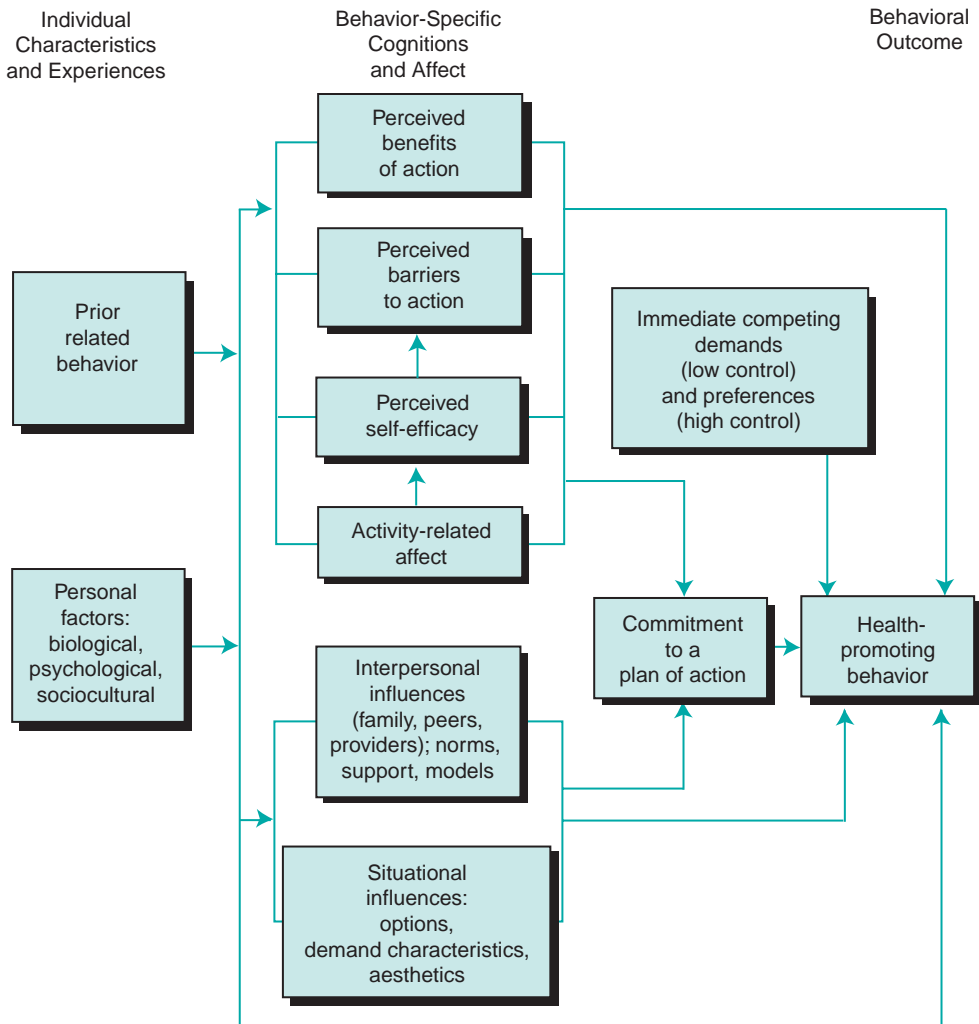 Individual
Characteristics
and Experiences
Behavior-Specific
Cognitions
and Affect
Behavioral
Outcome
Perceived
benefits
of action
Perceived
barriers
to action
Prior
related
behavior
Immediate competing
demands
(low control)
and preferences
(high control)
Perceived
self-efficacy
Activity-related
affect
Personal
factors:
biological,
psychological,
sociocultural
Commitment
to a
plan of action
Health-
promoting
behavior
Interpersonal
influences
(family, peers,
providers); norms,
support, models
Situational
influences:
options,
demand characteristics,
aesthetics